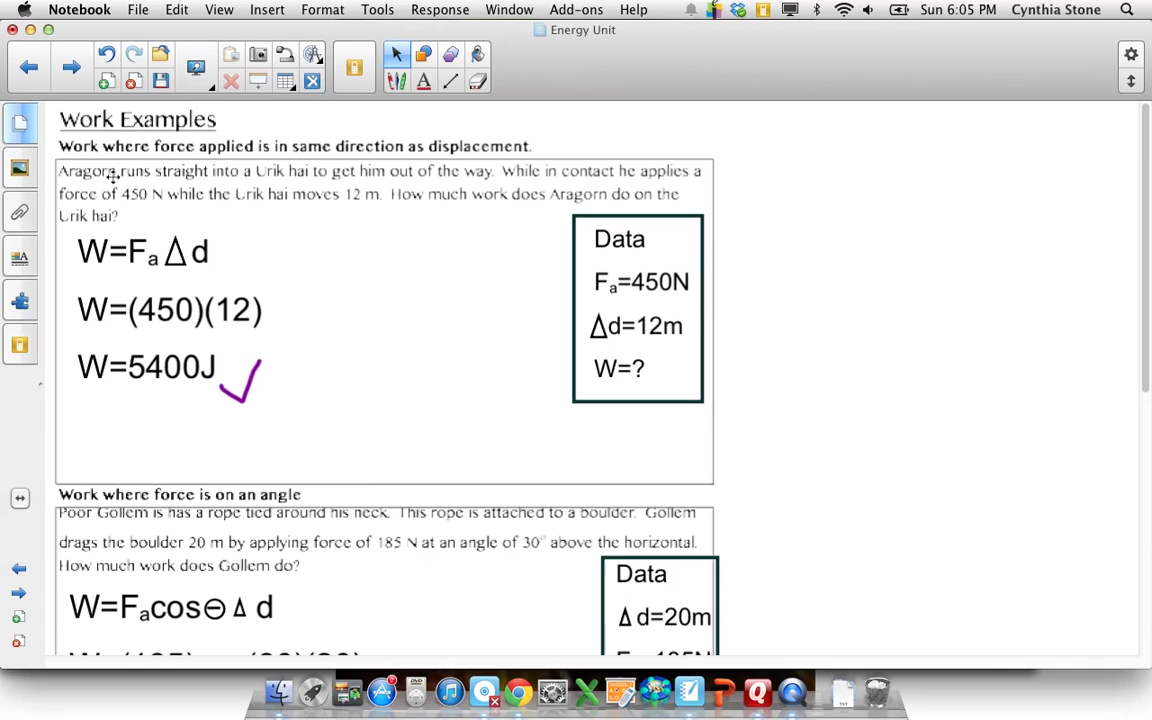 Notebook File Edit View Insert Format Tools Response Window Add-ons Help Sun 6:05 PM Cynthia Stone
Energy Unit
Work Examples
Work where force applied is in same direction as displacement.
Aragorn runs straight into a Urik hai to get him out of the way. While in contact he applies a
force of 450 N while the Urik hai moves 12 m. How much work does Aragorn do on the
Urik hai?
W=Fₐ Δ d
W=(450)(12)
W=5400J
Data
Fₐ=450N
Δd=12m
W=?
Work where force is on an angle
Poor Gollem is has a rope tied around his neck. This rope is attached to a boulder. Gollem
drags the boulder 20 m by applying force of 185 N at an angle of 30° above the horizontal.
How much work does Gollem do?
W=Fₐcosθ Δ d
Data
Δ d=20m